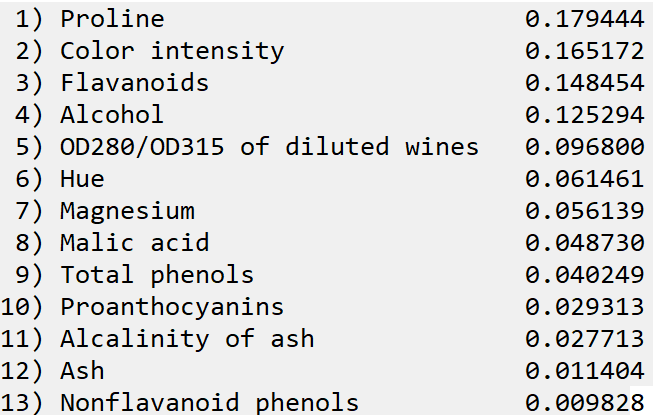 1) Proline 0.179444
2) Color intensity 0.165172
3) Flavanoids 0.148454
4) Alcohol 0.125294
5) OD280/OD315 of diluted wines 0.096800
6) Hue 0.061461
7) Magnesium 0.056139
8) Malic acid 0.048730
9) Total phenols 0.040249
10) Proanthocyanins 0.029313
11) Alcalinity of ash 0.027713
12) Ash 0.011404
13) Nonflavanoid phenols 0.009828